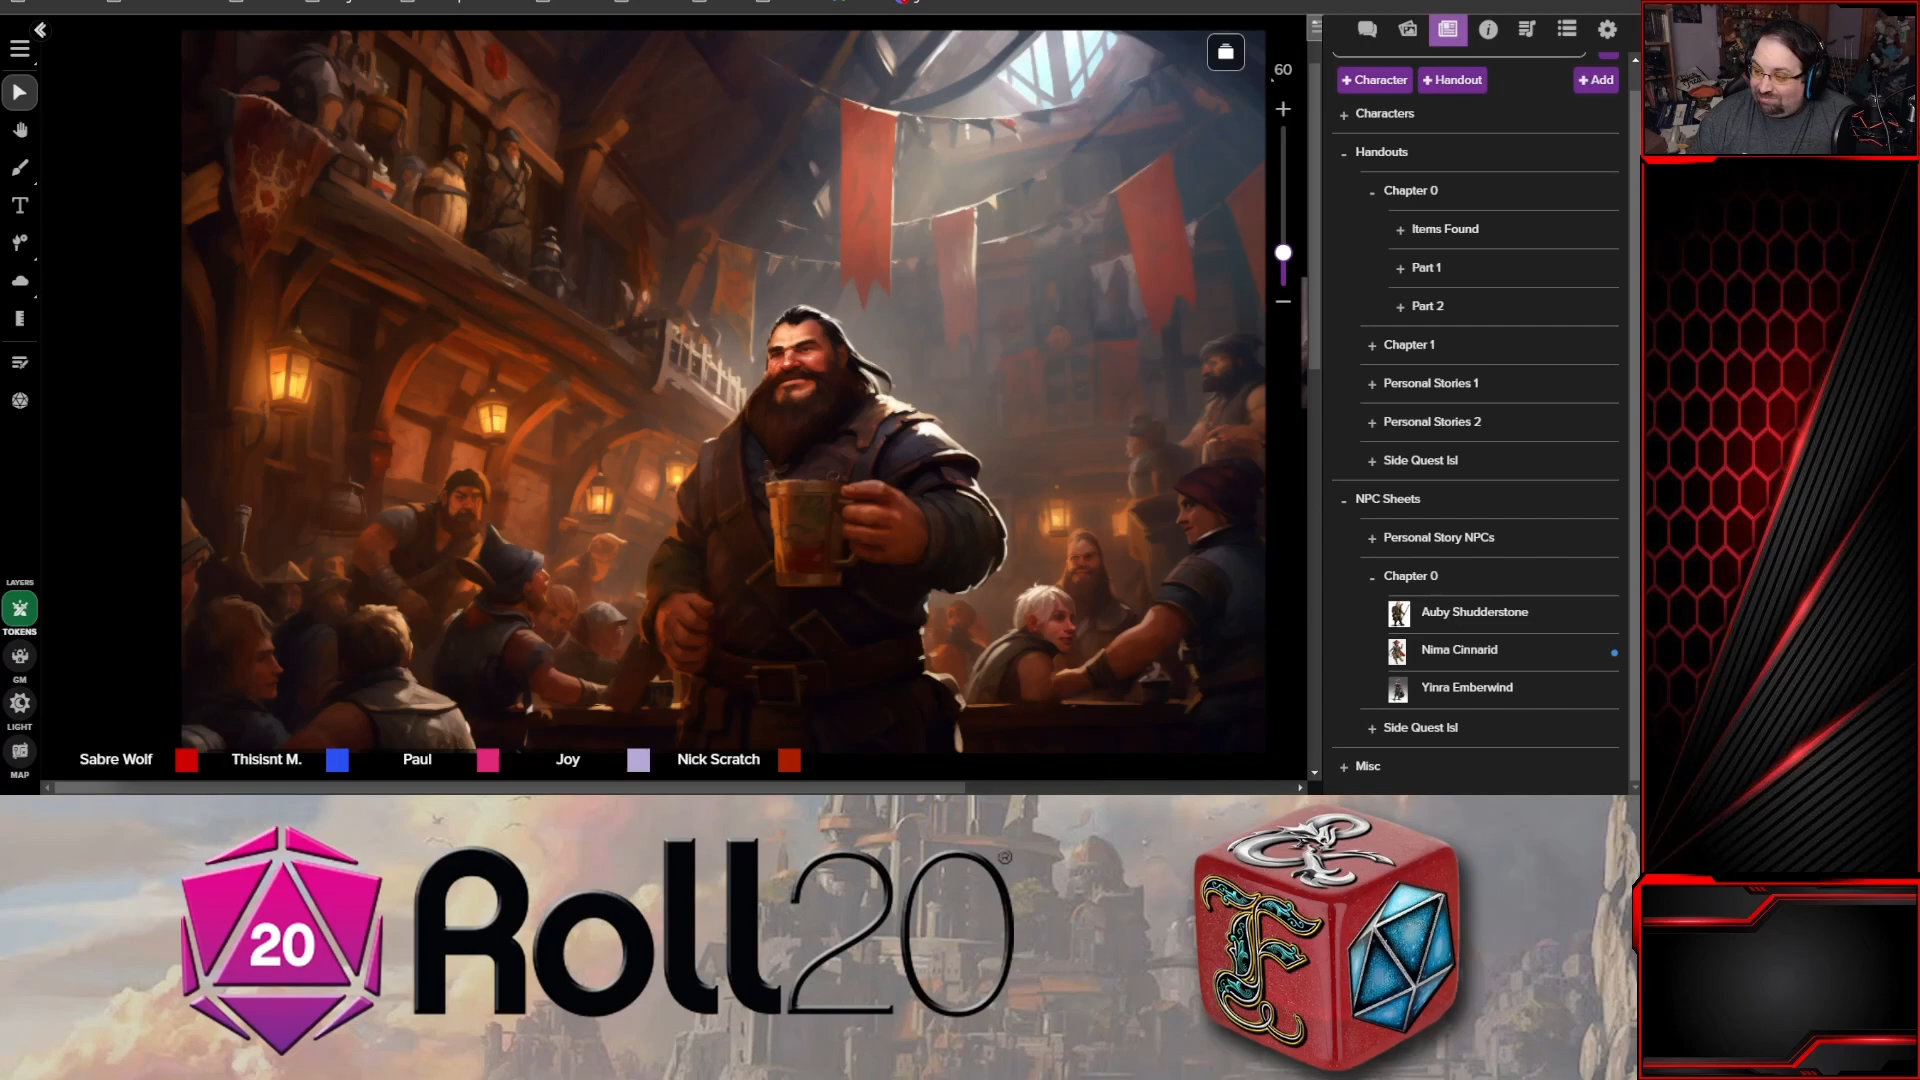 60
+ Character
+ Handout
+ Add
+ Characters
- Handouts
- Chapter 0
+ Items Found
+ Part 1
+ Part 2
+ Chapter 1
+ Personal Stories 1
+ Personal Stories 2
+ Side Quest Isl
- NPC Sheets
+ Personal Story NPCs
- Chapter 0
Auby Shudderstone
Nima Cinnarid
Yinra Emberwind
+ Side Quest Isl
+ Misc
LAYERS
TOKENS
GM
LIGHT
MAP
Sabre Wolf
Thisisnt M.
Paul
Joy
Nick Scratch
20
Roll20®